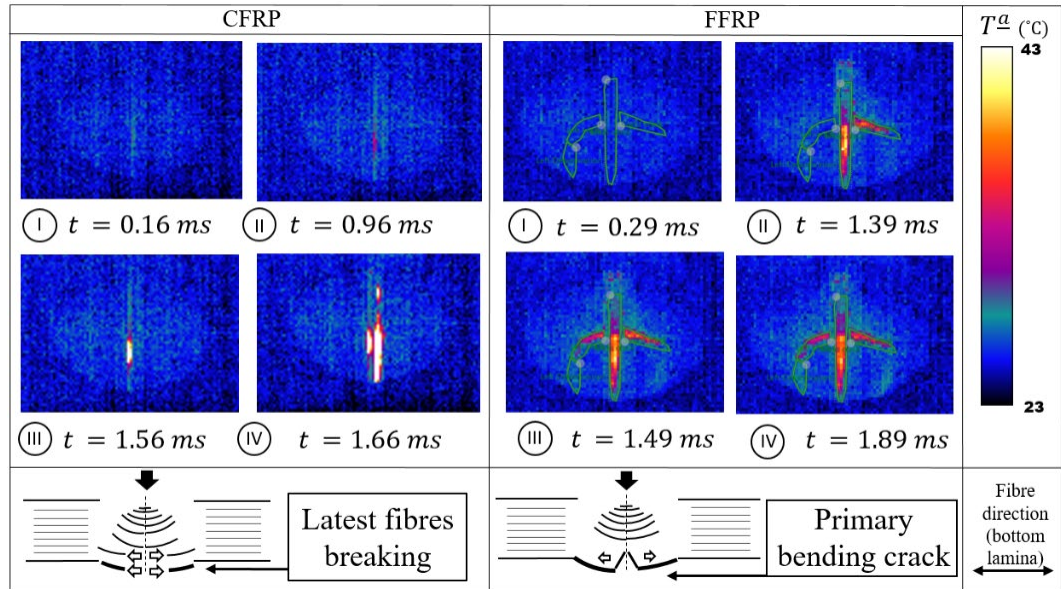 CFRP
FFRP
T^a (˚C)
43
I t = 0.16 ms
II t = 0.96 ms
I t = 0.29 ms
II t = 1.39 ms
III t = 1.56 ms
IV t = 1.66 ms
III t = 1.49 ms
IV t = 1.89 ms
23
Latest fibres
breaking
Primary
bending crack
Fibre
direction
(bottom
lamina)